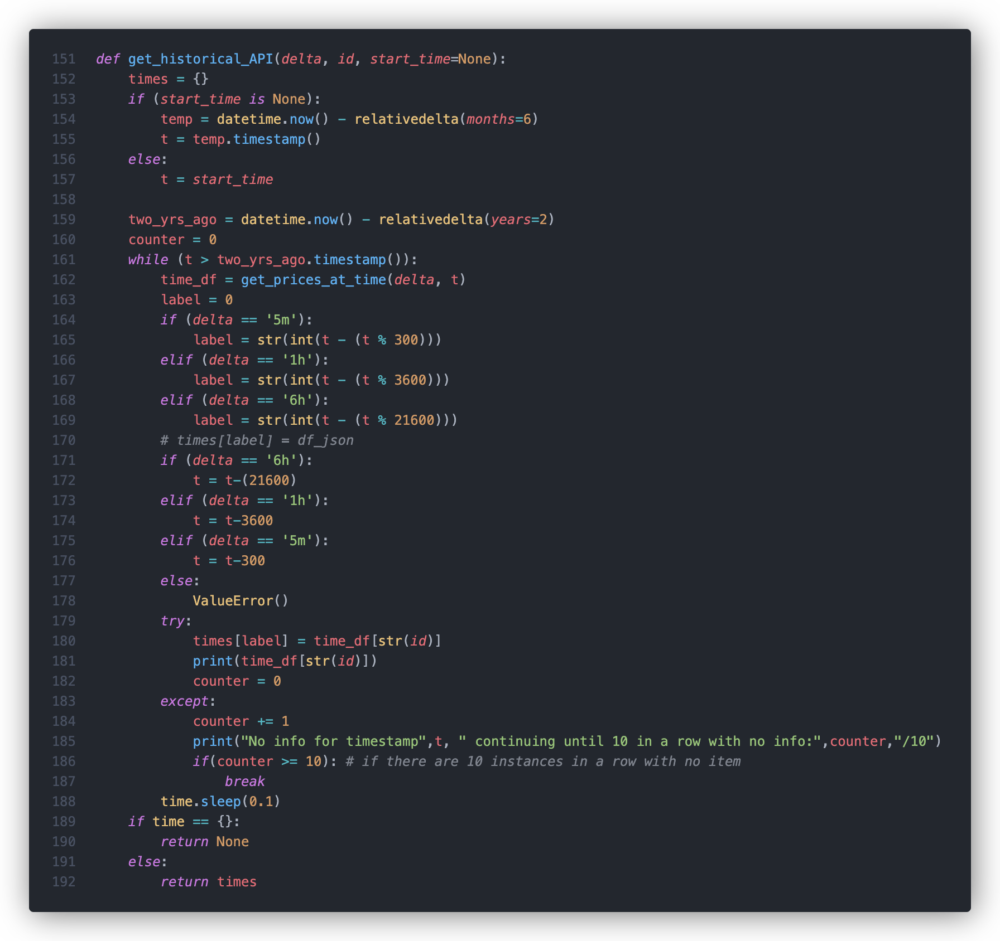 151 def get_historical_API(delta, id, start_time=None):
152     times = {}
153     if (start_time is None):
154         temp = datetime.now() - relativedelta(months=6)
155         t = temp.timestamp()
156     else:
157         t = start_time
158
159     two_yrs_ago = datetime.now() - relativedelta(years=2)
160     counter = 0
161     while (t > two_yrs_ago.timestamp()):
162         time_df = get_prices_at_time(delta, t)
163         label = 0
164         if (delta == '5m'):
165             label = str(int(t - (t % 300)))
166         elif (delta == '1h'):
167             label = str(int(t - (t % 3600)))
168         elif (delta == '6h'):
169             label = str(int(t - (t % 21600)))
170         # times[label] = df_json
171         if (delta == '6h'):
172             t = t-(21600)
173         elif (delta == '1h'):
174             t = t-3600
175         elif (delta == '5m'):
176             t = t-300
177         else:
178             ValueError()
179         try:
180             times[label] = time_df[str(id)]
181             print(time_df[str(id)])
182             counter = 0
183         except:
184             counter += 1
185             print("No info for timestamp",t, " continuing until 10 in a row with no info:",counter,"/10")
186             if(counter >= 10): # if there are 10 instances in a row with no item
187                 break
188         time.sleep(0.1)
189     if time == {}:
190         return None
191     else:
192         return times